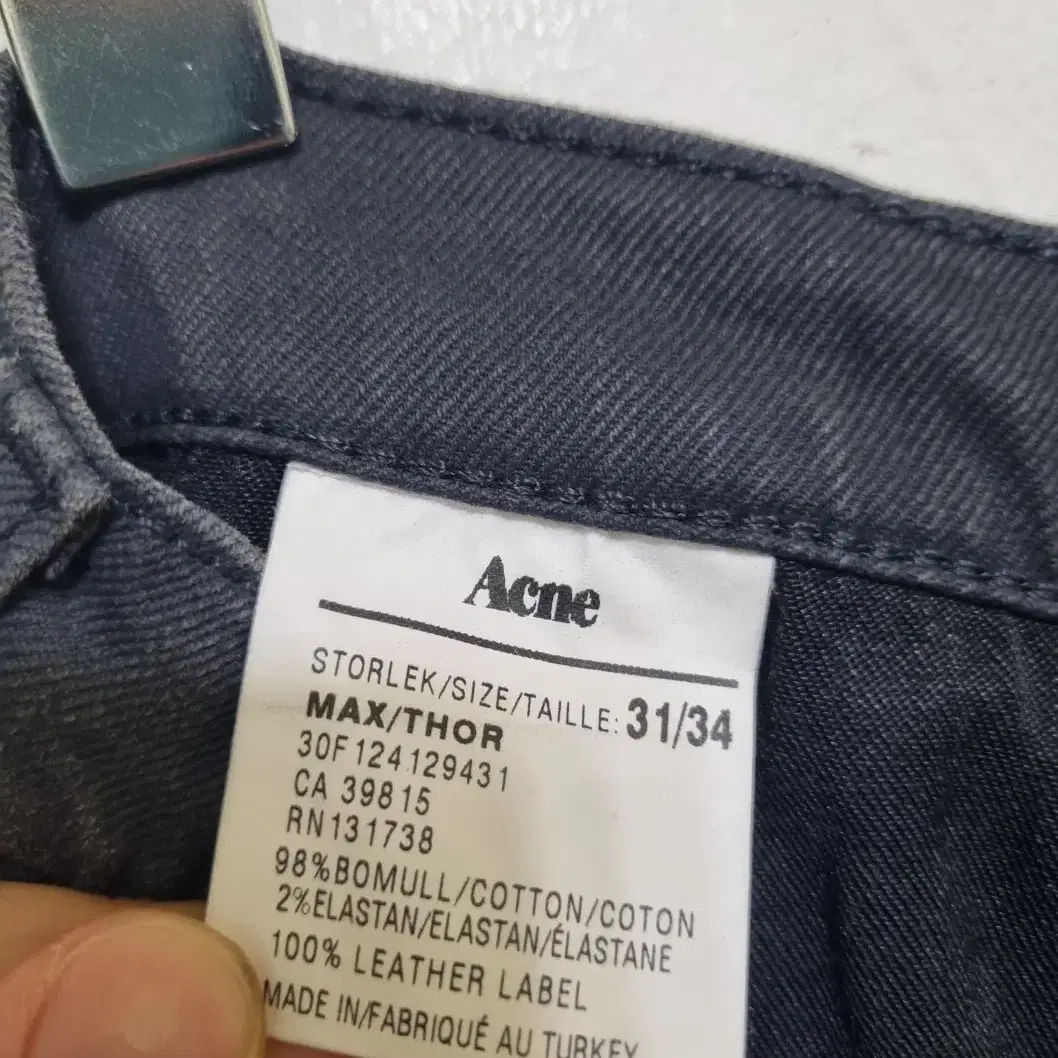 Acne
STORLEK/SIZE/TAILLE: 31/34
MAX/THOR
30F124129431
CA 39815
RN131738
98%BOMULL/COTTON/COTON
2%ELASTAN/ELASTAN/ÉLASTANE
100% LEATHER LABEL
MADE IN/FABRIQUÉ AU TURKEY